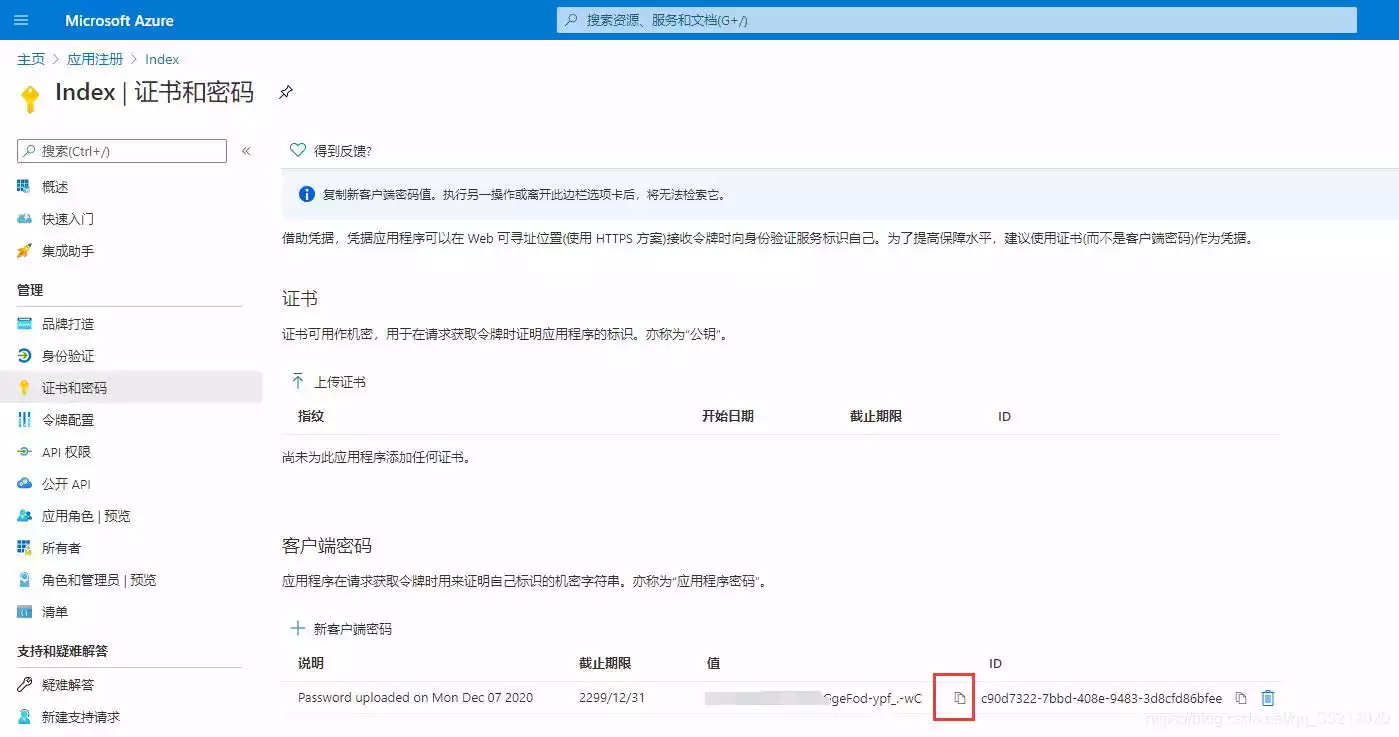 Microsoft Azure
搜索资源、服务和文档(G+/)
主页 > 应用注册 > Index
Index | 证书和密码
搜索(Ctrl+/)
«
概述
快速入门
集成助手
管理
品牌打造
身份验证
证书和密码
令牌配置
API 权限
公开 API
应用角色 | 预览
所有者
角色和管理员 | 预览
清单
支持和疑难解答
疑难解答
新建支持请求
得到反馈?
复制新客户端密码值。执行另一操作或离开此边栏选项卡后，将无法检索它。
借助凭据，凭据应用程序可以在 Web 可寻址位置(使用 HTTPS 方案)接收令牌时向身份验证服务标识自己。为了提高保障水平，建议使用证书(而不是客户端密码)作为凭据。
证书
证书可用作机密，用于在请求获取令牌时证明应用程序的标识。亦称为“公钥”。
上传证书
指纹 开始日期 截止期限 ID
尚未为此应用程序添加任何证书。
客户端密码
应用程序在请求获取令牌时用来证明自己标识的机密字符串。亦称为“应用程序密码”。
新客户端密码
说明 截止期限 值 ID
Password uploaded on Mon Dec 07 2020 2299/12/31 GgeFod-ypf_.-wC c90d7322-7bbd-408e-9483-3d8cfd86bfee